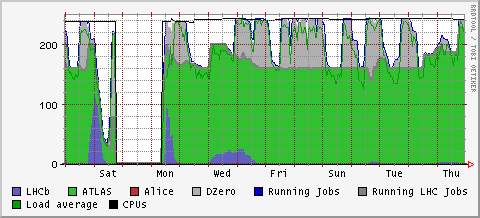 RRDTOOL / TOBI OETIKER
200
100
0
Sat Mon Wed Fri Sun Tue Thu
LHCb ATLAS Alice DZero Running Jobs Running LHC Jobs
Load average CPUs